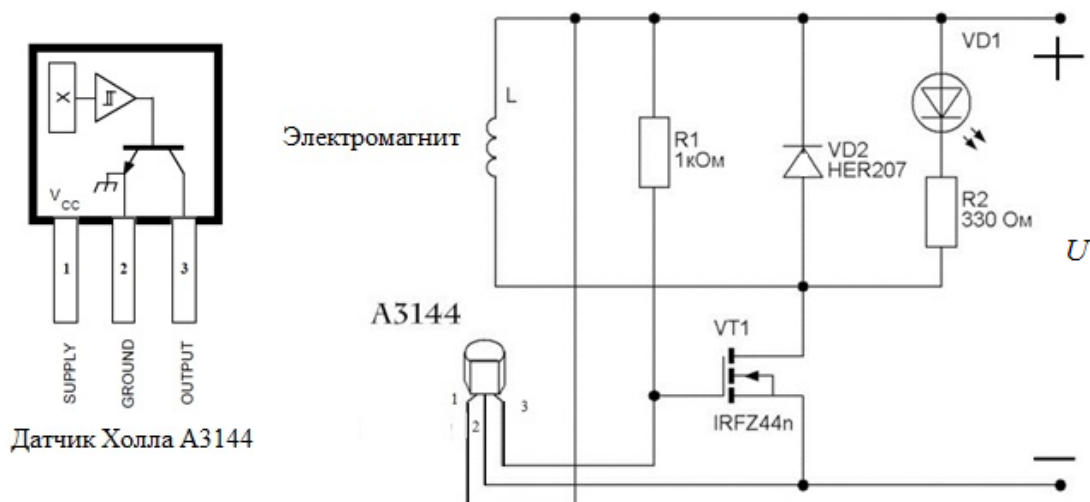 X
V CC
1
2
3
SUPPLY
GROUND
OUTPUT
Датчик Холла А3144
Электромагнит
L
R1
1кОм
VD2
HER207
VD1
R2
330 Ом
+
U
A3144
1
2
3
VT1
IRFZ44n
−